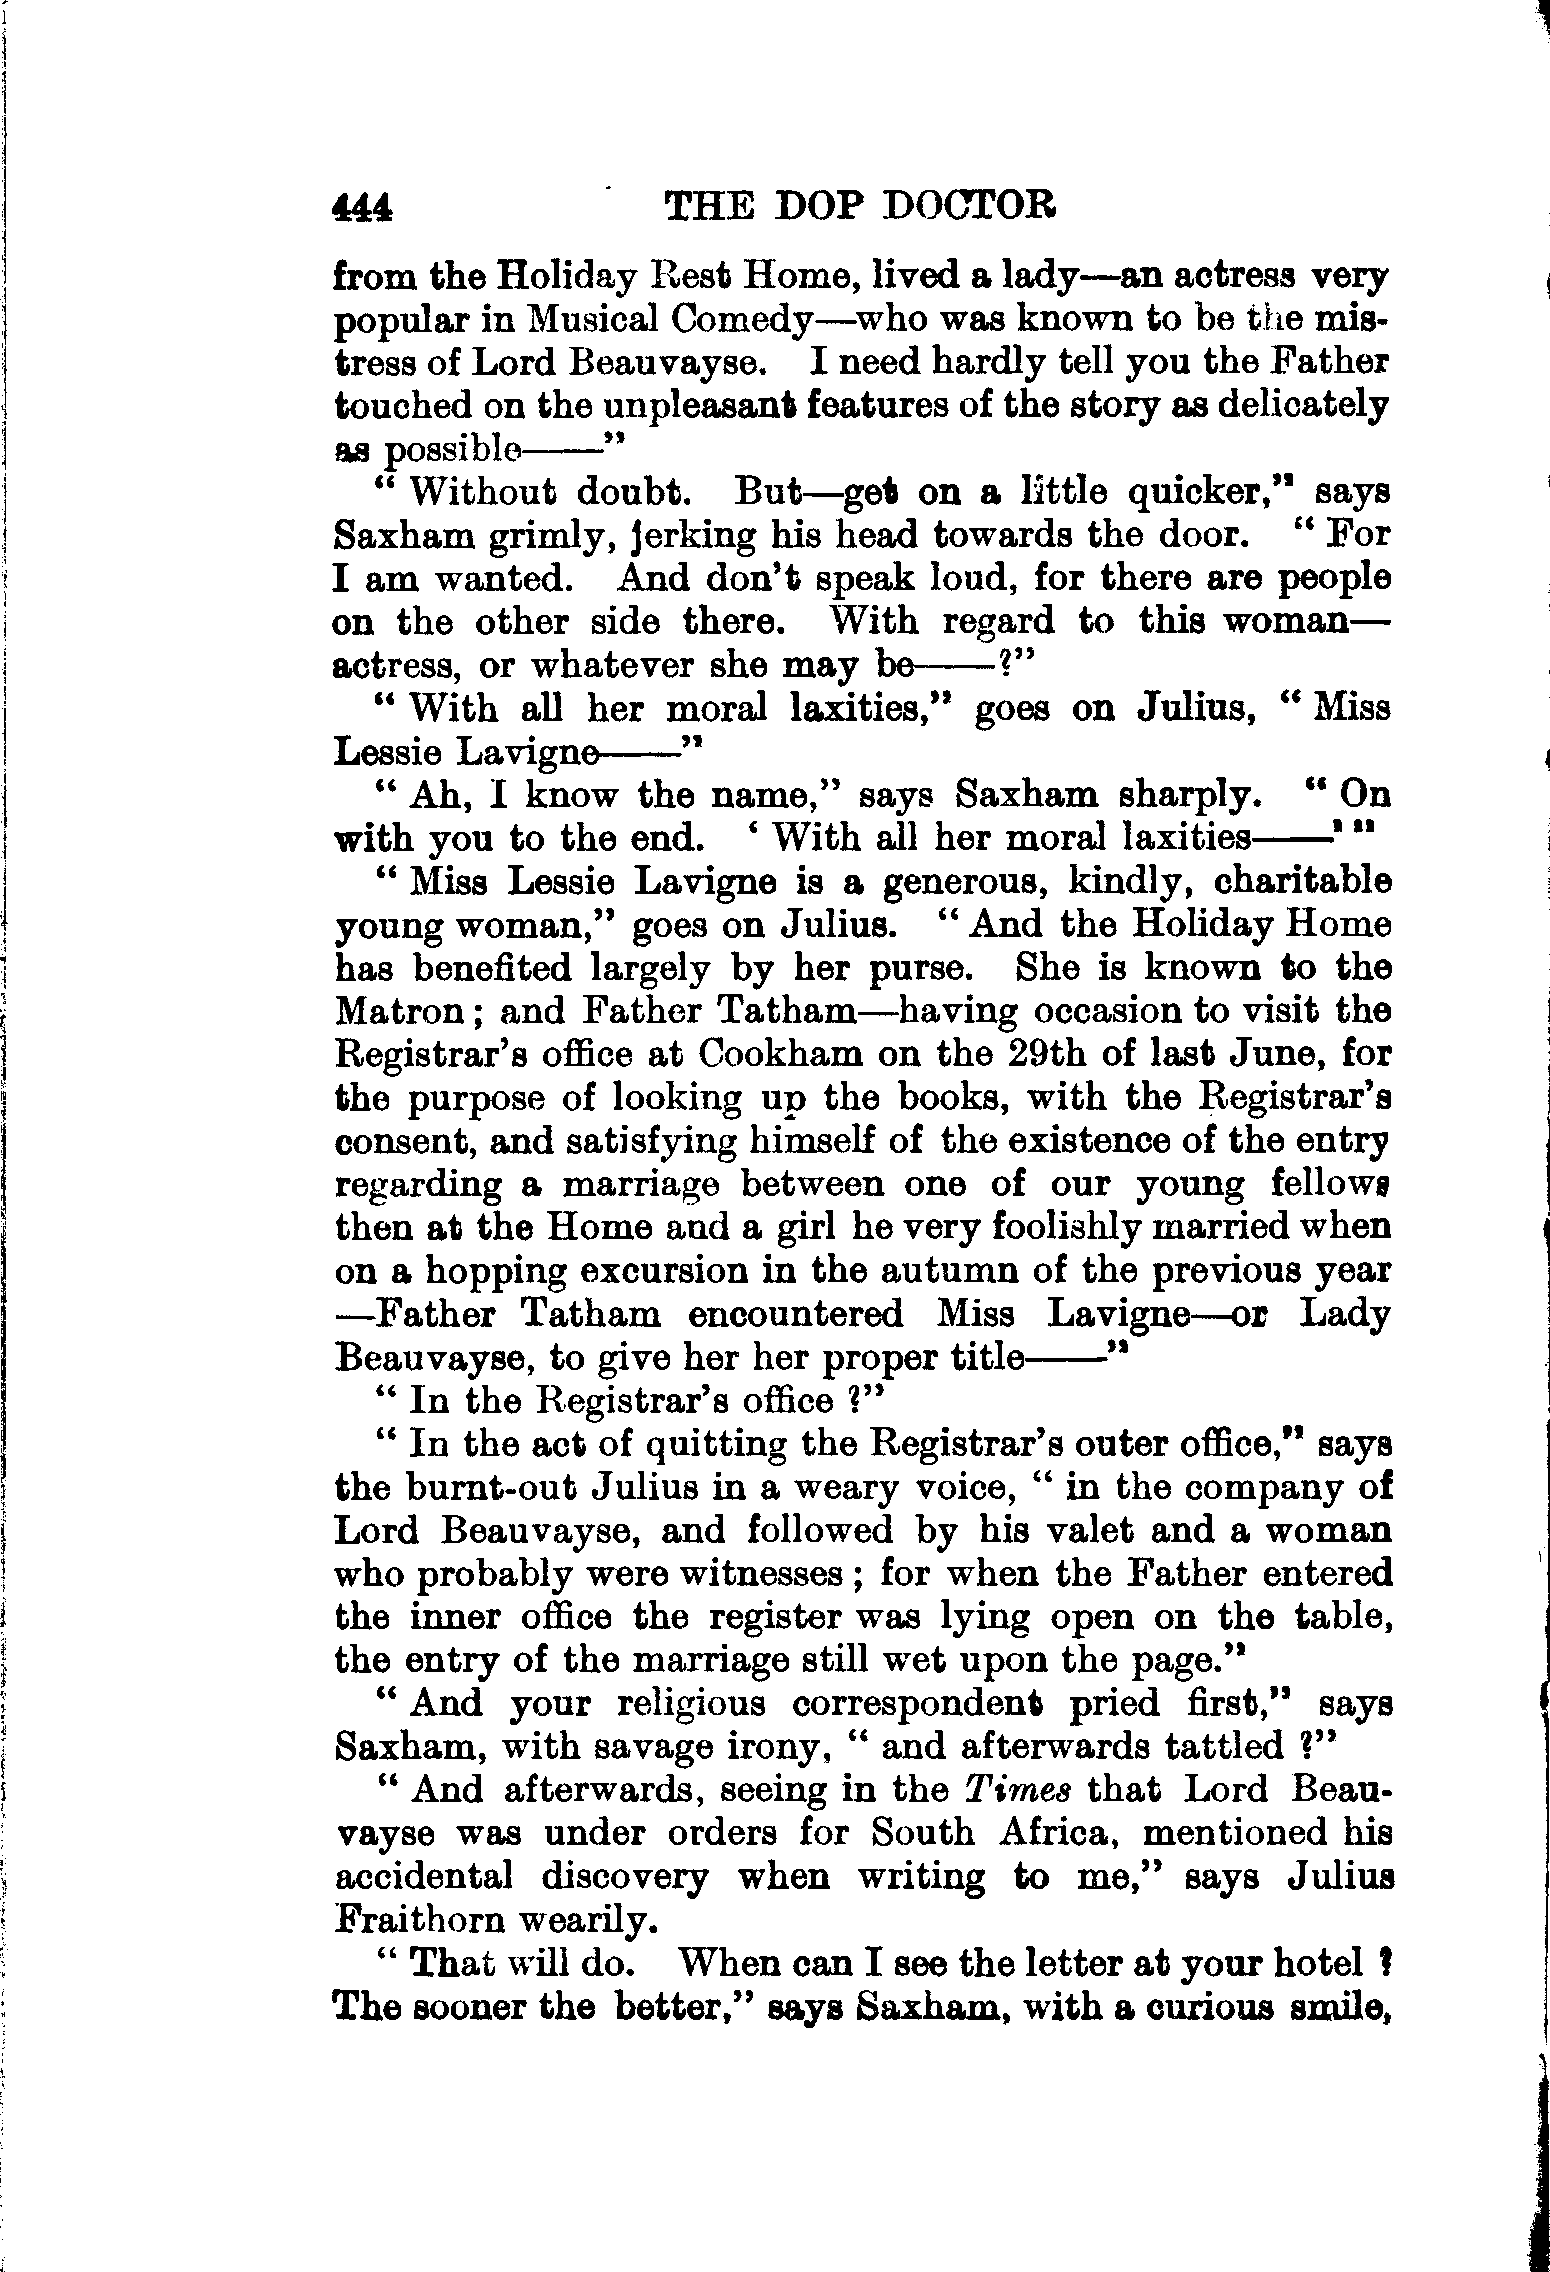 444 THE DOP DOCTOR
from the Holiday Rest Home, lived a lady—an actress very
popular in Musical Comedy—who was known to be the mis-
tress of Lord Beauvayse. I need hardly tell you the Father
touched on the unpleasant features of the story as delicately
as possible——"
" Without doubt. But—get on a little quicker," says
Saxham grimly, jerking his head towards the door. " For
I am wanted. And don't speak loud, for there are people
on the other side there. With regard to this woman—
actress, or whatever she may be——?"
" With all her moral laxities," goes on Julius, " Miss
Lessie Lavigne——"
" Ah, I know the name," says Saxham sharply. " On
with you to the end. ' With all her moral laxities——' "
" Miss Lessie Lavigne is a generous, kindly, charitable
young woman," goes on Julius. " And the Holiday Home
has benefited largely by her purse. She is known to the
Matron ; and Father Tatham—having occasion to visit the
Registrar's office at Cookham on the 29th of last June, for
the purpose of looking up the books, with the Registrar's
consent, and satisfying himself of the existence of the entry
regarding a marriage between one of our young fellows
then at the Home and a girl he very foolishly married when
on a hopping excursion in the autumn of the previous year
—Father Tatham encountered Miss Lavigne—or Lady
Beauvayse, to give her her proper title——"
" In the Registrar's office ?"
" In the act of quitting the Registrar's outer office," says
the burnt-out Julius in a weary voice, " in the company of
Lord Beauvayse, and followed by his valet and a woman
who probably were witnesses ; for when the Father entered
the inner office the register was lying open on the table,
the entry of the marriage still wet upon the page."
" And your religious correspondent pried first," says
Saxham, with savage irony, " and afterwards tattled ?"
" And afterwards, seeing in the Times that Lord Beau-
vayse was under orders for South Africa, mentioned his
accidental discovery when writing to me," says Julius
Fraithorn wearily.
" That will do. When can I see the letter at your hotel ?
The sooner the better," says Saxham, with a curious smile,